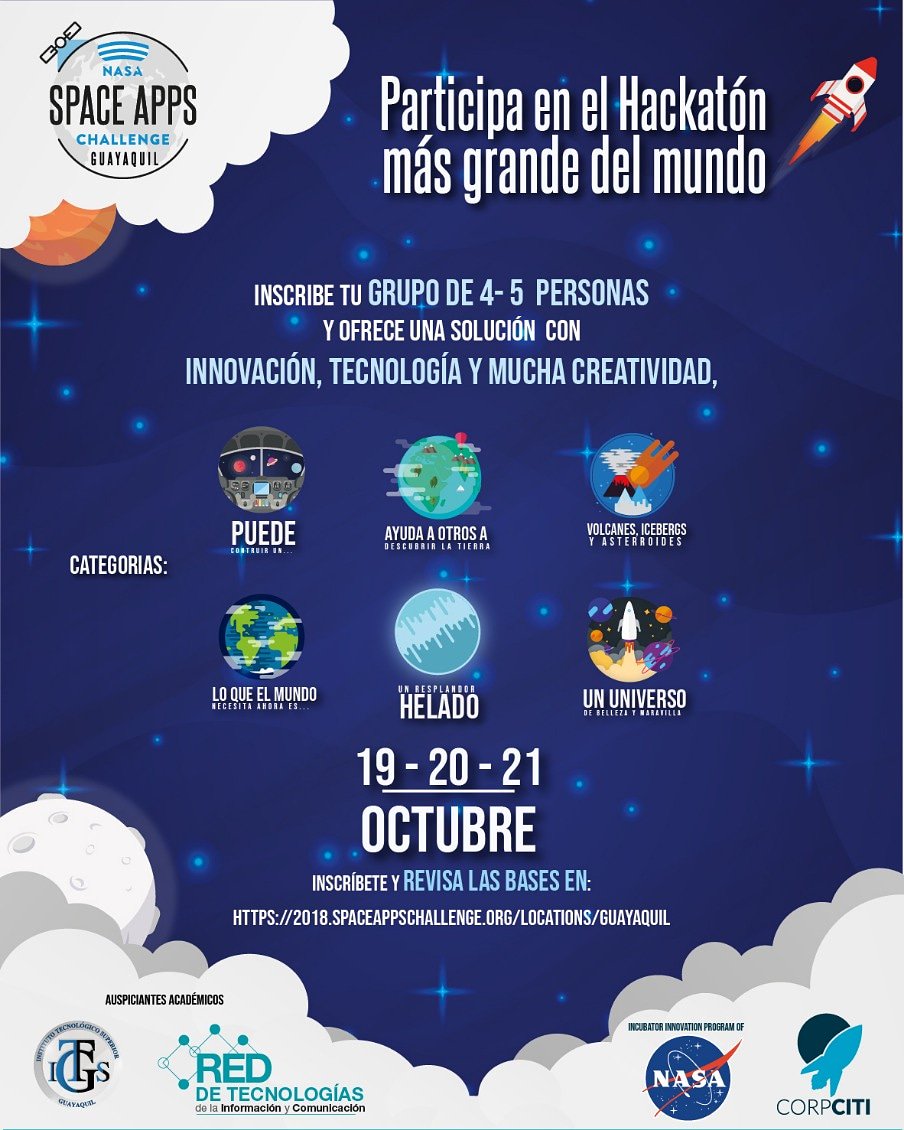 NASA
SPACE APPS
CHALLENGE
GUAYAQUIL
Participa en el Hackatón
más grande del mundo
INSCRIBE TU GRUPO DE 4- 5 PERSONAS
Y OFRECE UNA SOLUCIÓN CON
INNOVACIÓN, TECNOLOGÍA Y MUCHA CREATIVIDAD,
CATEGORIAS:
PUEDE
CONTRUIR UN...
AYUDA A OTROS A
DESCUBRIR LA TIERRA
VOLCANES, ICEBERGS
Y ASTERROIDES
LO QUE EL MUNDO
NECESITA AHORA ES...
UN RESPLANDOR
HELADO
UN UNIVERSO
DE BELLEZA Y MARAVILLA
19 - 20 - 21
OCTUBRE
INSCRÍBETE Y REVISA LAS BASES EN:
HTTPS://2018.SPACEAPPSCHALLENGE.ORG/LOCATIONS/GUAYAQUIL
AUSPICIANTES ACADÉMICOS
INSTITUTO TECNOLÓGICO SUPERIOR
GUAYAQUIL
RED
DE TECNOLOGÍAS
de la Información y Comunicación
INCUBATOR INNOVATION PROGRAM OF
NASA
CORPCITI